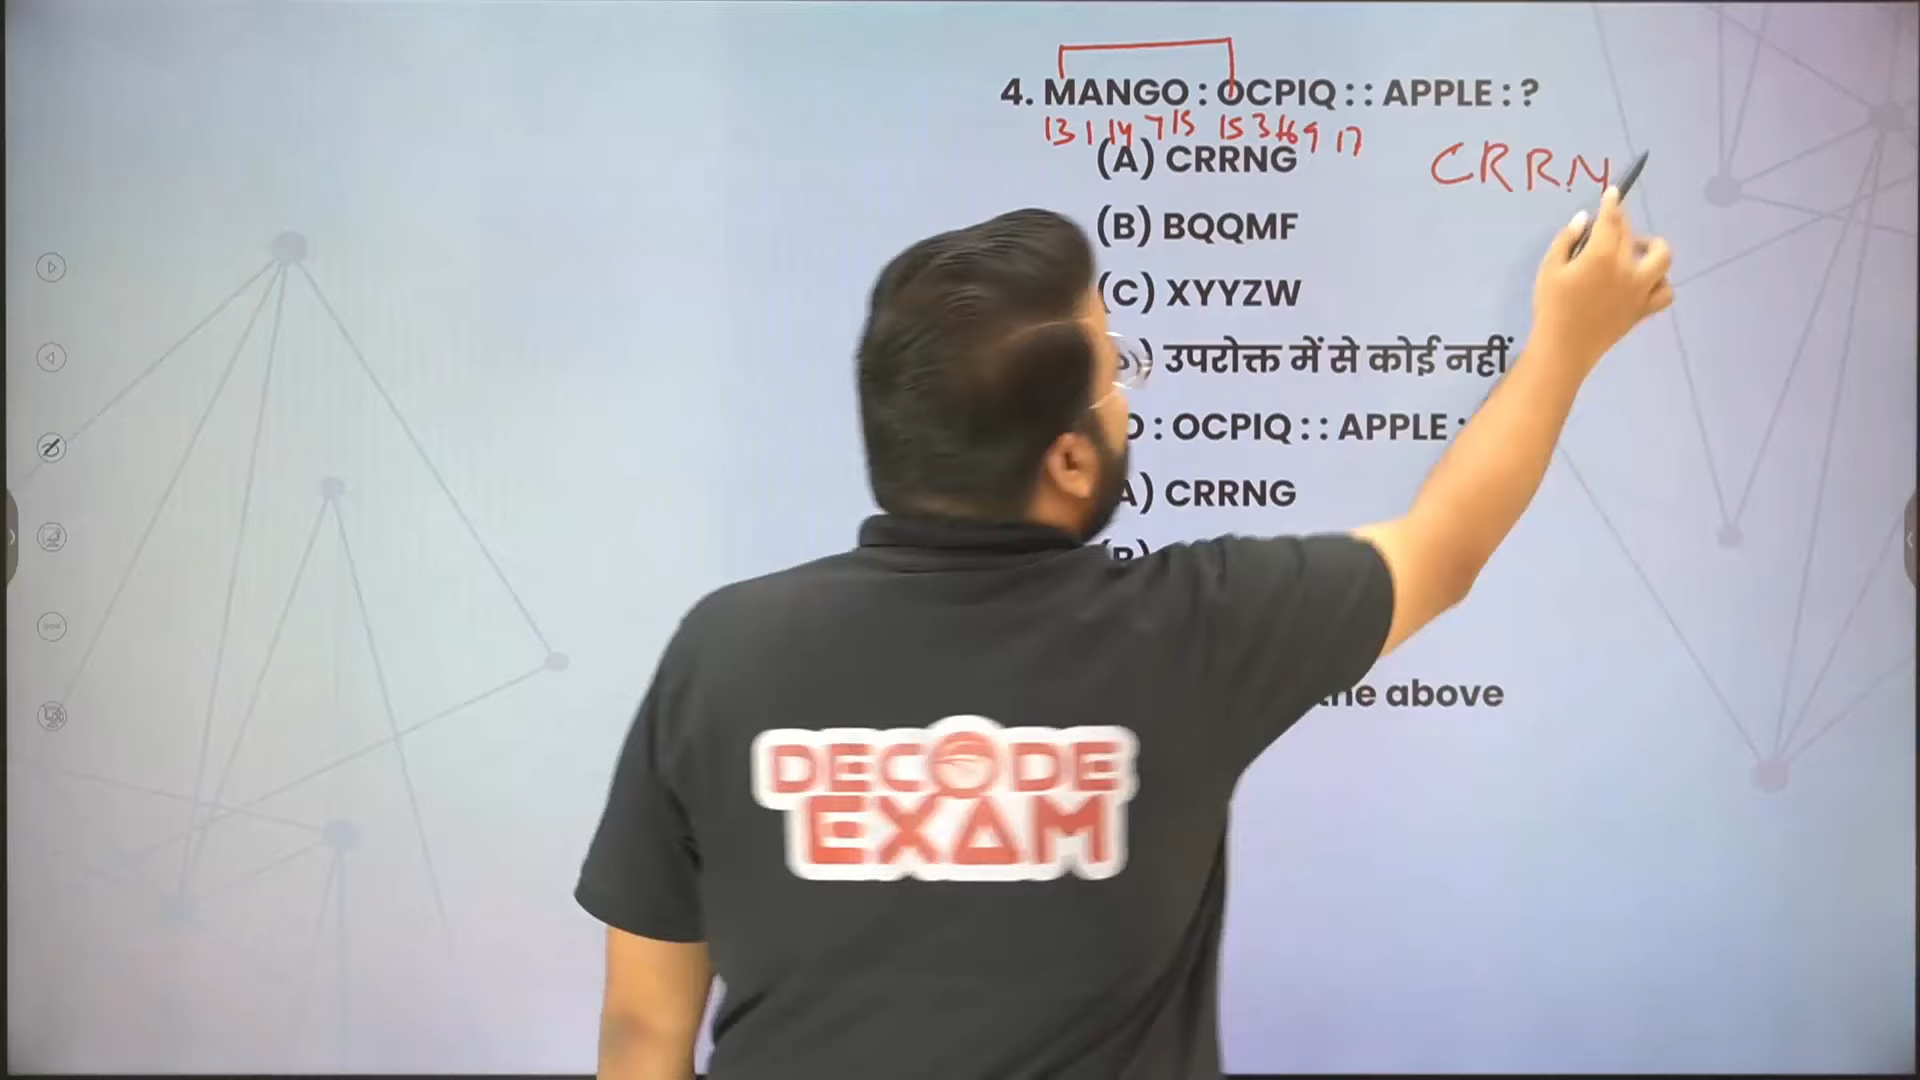 4. MANGO : OCPIQ : : APPLE : ?
13 1 14 7 15 15 3 16 9 17
(A) CRRNG
CRRN
(B) BQQMF
(C) XYYZW
उपरोक्त में से कोई नहीं
: OCPIQ : : APPLE :
A) CRRNG
the above
DECODE
EXAM